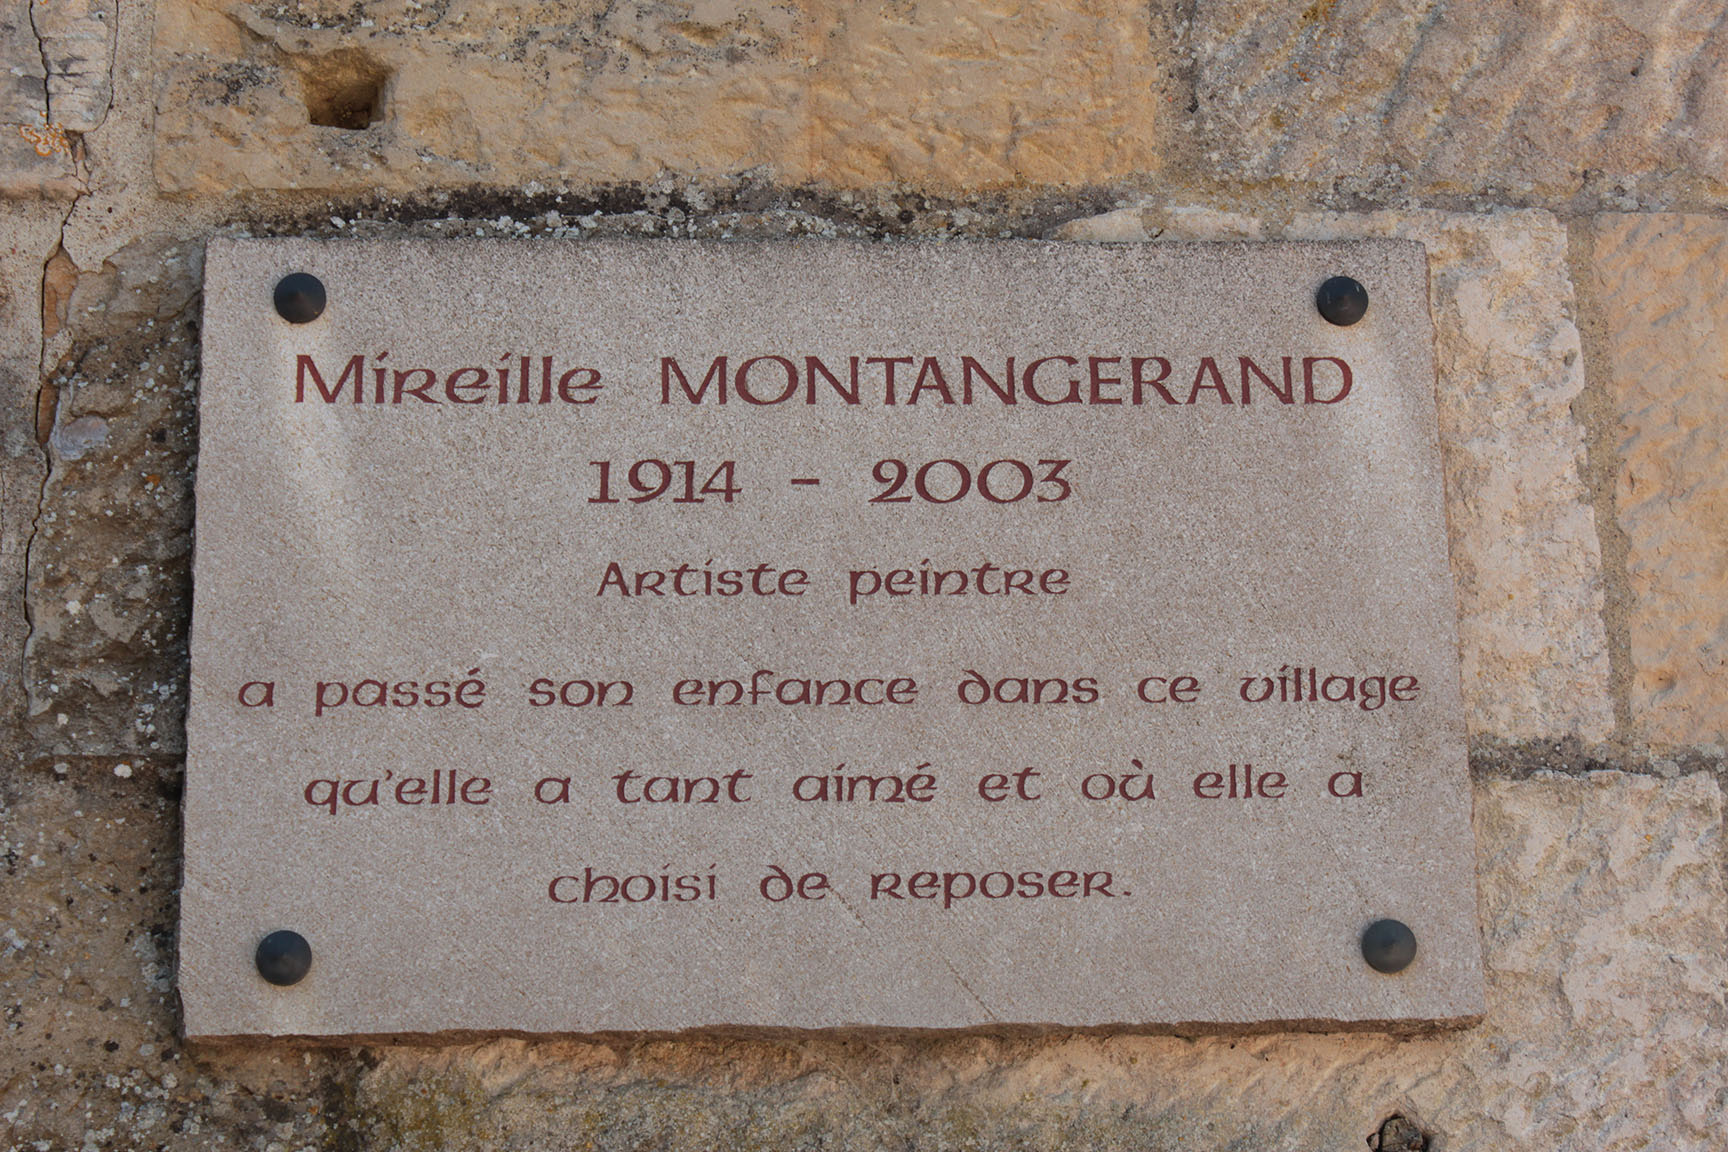 Mireille MONTANGERAND
1914 - 2003
Artiste peintre
a passé son enfance dans ce village
qu'elle a tant aimé et où elle a
choisi de reposer.